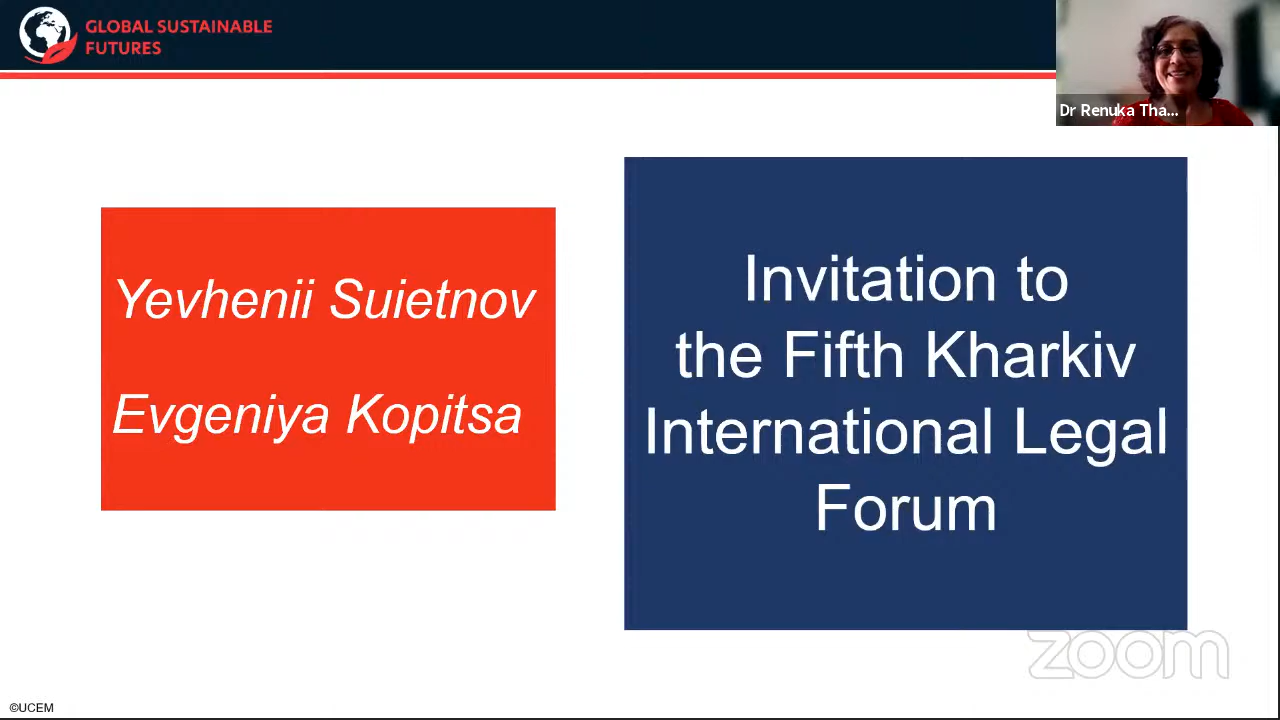 GLOBAL SUSTAINABLE
FUTURES
Dr Renuka Tha...
Yevhenii Suietnov
Evgeniya Kopitsa
Invitation to
the Fifth Kharkiv
International Legal
Forum
zoom
©UCEM